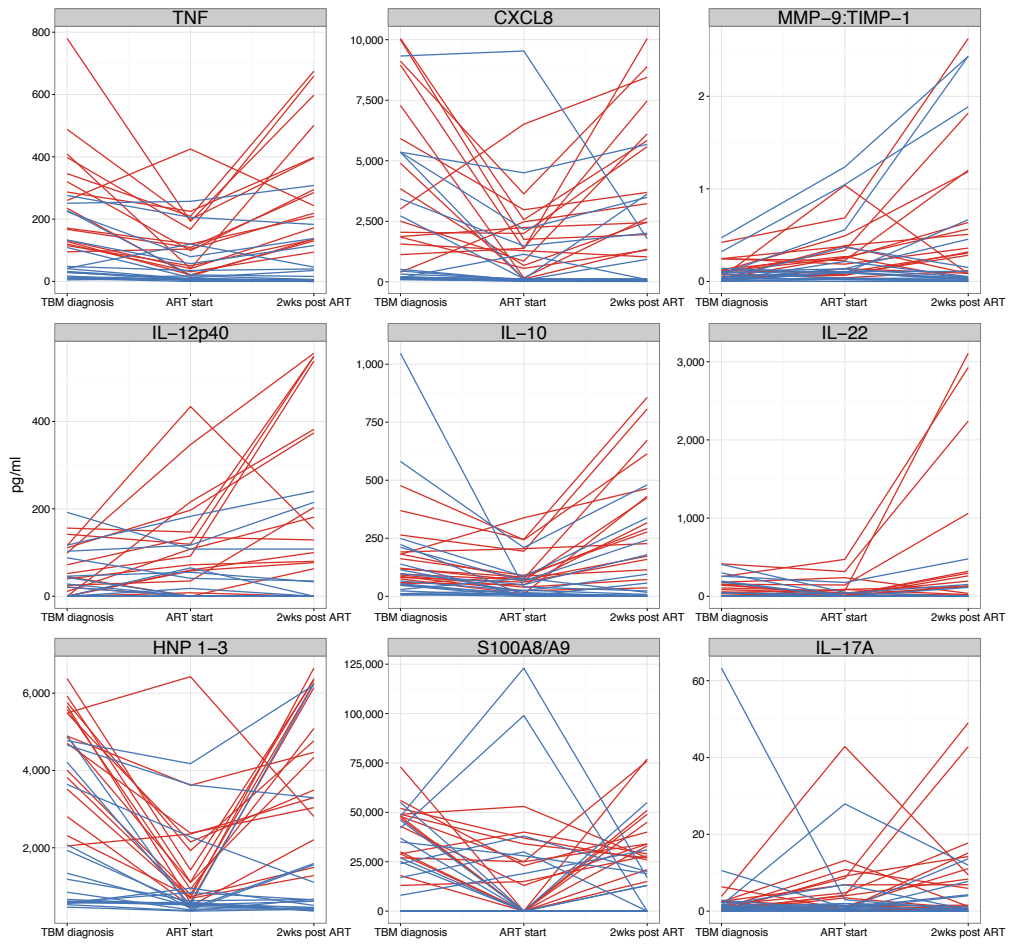 TNF
800
600
400
200
0
TBM diagnosis ART start 2wks post ART
CXCL8
10,000
7,500
5,000
2,500
0
TBM diagnosis ART start 2wks post ART
MMP−9:TIMP−1
2
1
0
TBM diagnosis ART start 2wks post ART
IL−12p40
400
200
0
TBM diagnosis ART start 2wks post ART
IL−10
1,000
750
500
250
0
TBM diagnosis ART start 2wks post ART
IL−22
3,000
2,000
1,000
0
TBM diagnosis ART start 2wks post ART
pg/ml
HNP 1−3
6,000
4,000
2,000
TBM diagnosis ART start 2wks post ART
S100A8/A9
125,000
100,000
75,000
50,000
25,000
0
TBM diagnosis ART start 2wks post ART
IL−17A
60
40
20
0
TBM diagnosis ART start 2wks post ART